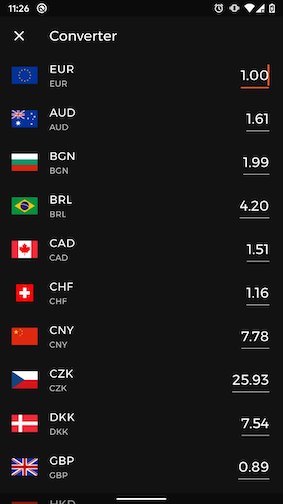 11:26
Converter
EUR
EUR
1.00
AUD
AUD
1.61
BGN
BGN
1.99
BRL
BRL
4.20
CAD
CAD
1.51
CHF
CHF
1.16
CNY
CNY
7.78
CZK
CZK
25.93
DKK
DKK
7.54
GBP
GBP
0.89
HKD